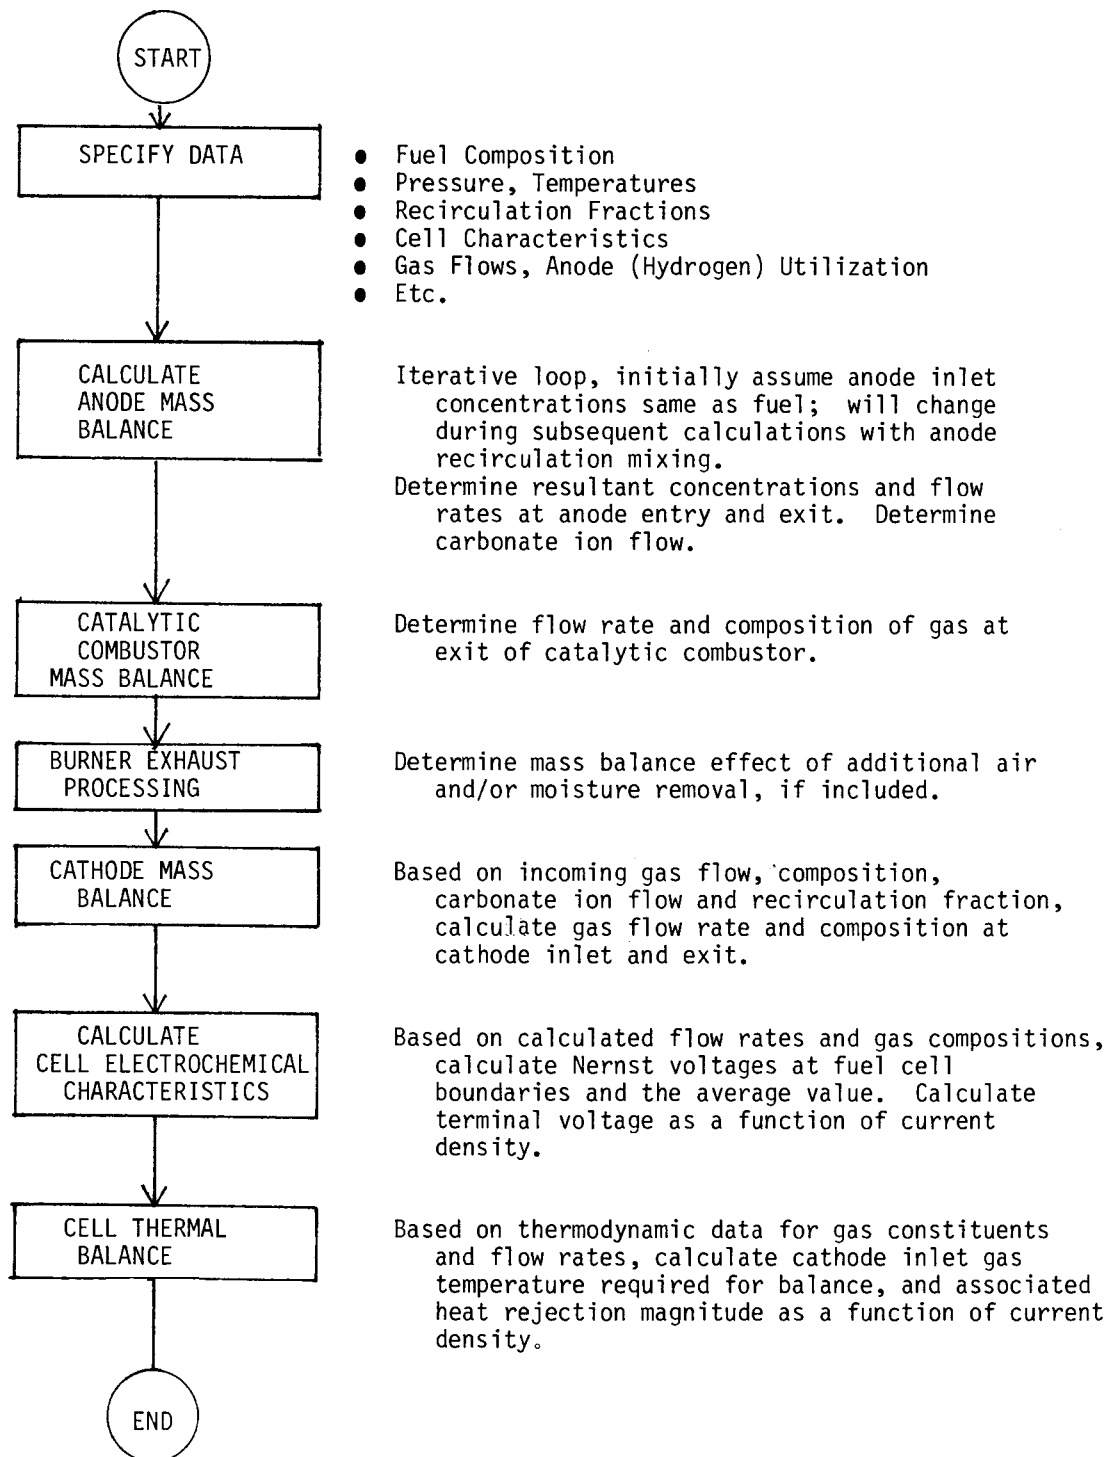 START
SPECIFY DATA
● Fuel Composition
● Pressure, Temperatures
● Recirculation Fractions
● Cell Characteristics
● Gas Flows, Anode (Hydrogen) Utilization
● Etc.
CALCULATE
ANODE MASS
BALANCE
Iterative loop, initially assume anode inlet
concentrations same as fuel; will change
during subsequent calculations with anode
recirculation mixing.
Determine resultant concentrations and flow
rates at anode entry and exit. Determine
carbonate ion flow.
CATALYTIC
COMBUSTOR
MASS BALANCE
Determine flow rate and composition of gas at
exit of catalytic combustor.
BURNER EXHAUST
PROCESSING
Determine mass balance effect of additional air
and/or moisture removal, if included.
CATHODE MASS
BALANCE
Based on incoming gas flow, composition,
carbonate ion flow and recirculation fraction,
calculate gas flow rate and composition at
cathode inlet and exit.
CALCULATE
CELL ELECTROCHEMICAL
CHARACTERISTICS
Based on calculated flow rates and gas compositions,
calculate Nernst voltages at fuel cell
boundaries and the average value. Calculate
terminal voltage as a function of current
density.
CELL THERMAL
BALANCE
Based on thermodynamic data for gas constituents
and flow rates, calculate cathode inlet gas
temperature required for balance, and associated
heat rejection magnitude as a function of current
density.
END